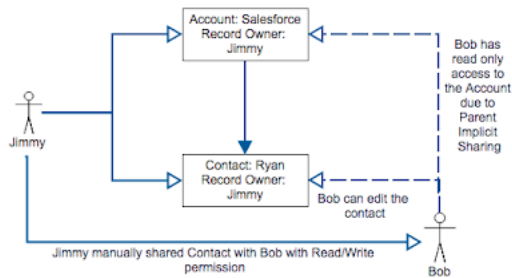 Account: Salesforce
Record Owner:
Jimmy
Bob has
read only
access to
the Account
due to
Parent
Implicit
Sharing
Jimmy
Contact: Ryan
Record Owner:
Jimmy
Bob can edit the
contact
Jimmy manually shared Contact with Bob with Read/Write
permission
Bob